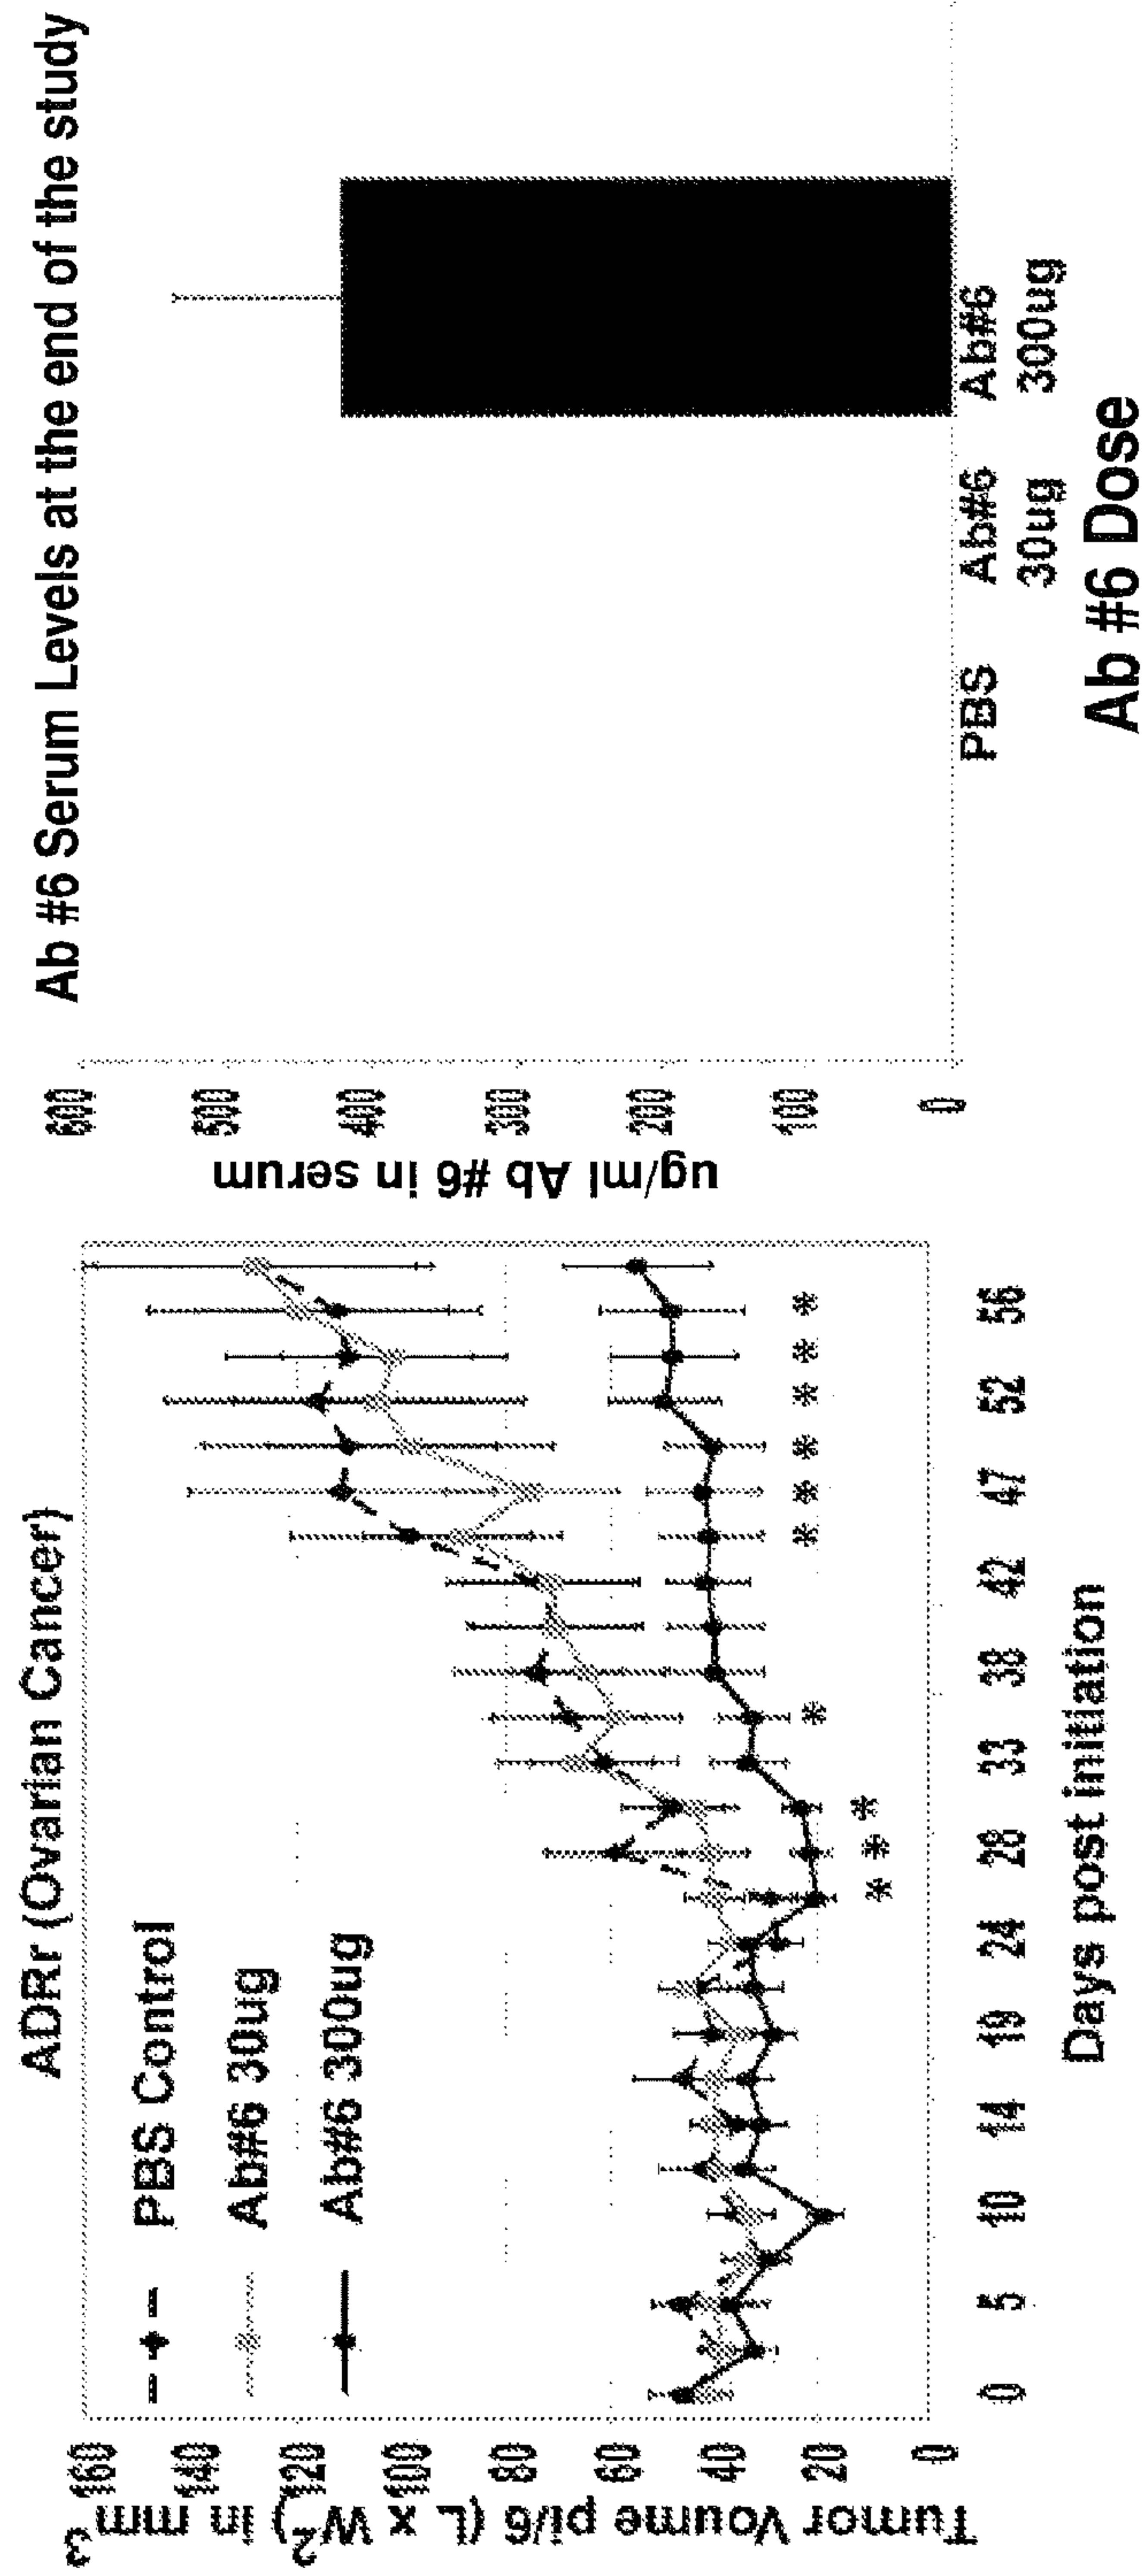 ADRr (Ovarian Cancer)
Tumor Voume pi/6 (L x W2) in mm3
160
140
120
100
80
60
40
20
0
PBS Control
Ab#6 30ug
Ab#6 300ug
* * * * * * * * * *
0 5 10 14 19 24 28 33 38 42 47 52 56
Days post initiation
Ab #6 Serum Levels at the end of the study
ug/ml Ab #6 in serum
600
500
400
300
200
100
0
PBS Ab#6 Ab#6
30ug 300ug
Ab #6 Dose